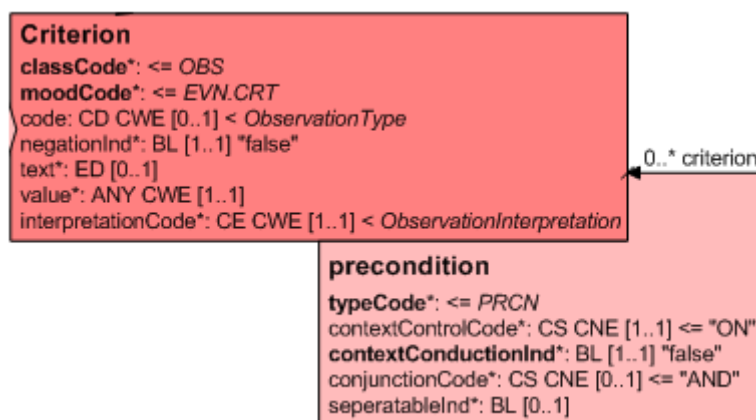 Criterion
classCode*: <= OBS
moodCode*: <= EVN.CRT
code: CD CWE [0..1] < ObservationType
negationInd*: BL [1..1] "false"
text*: ED [0..1]
value*: ANY CWE [1..1]
interpretationCode*: CE CWE [1..1] < ObservationInterpretation
0..* criterion
precondition
typeCode*: <= PRCN
contextControlCode*: CS CNE [1..1] <= "ON"
contextConductionInd*: BL [1..1] "false"
conjunctionCode*: CS CNE [0..1] <= "AND"
seperatableInd*: BL [0..1]